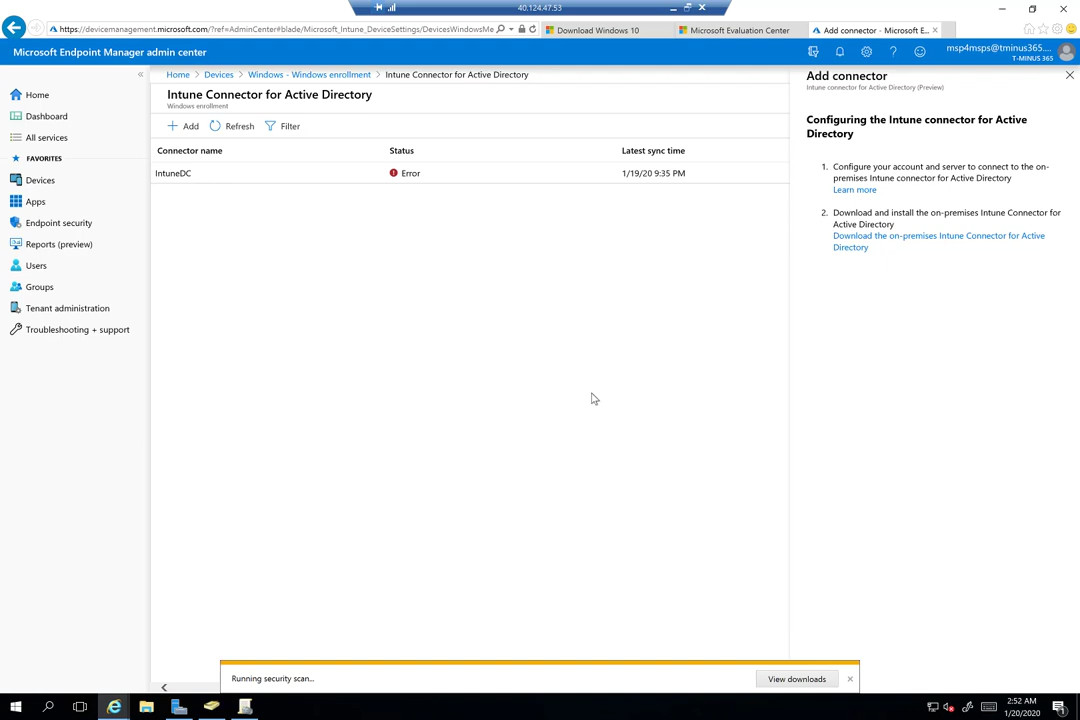 40.124.47.53
https://devicemanagement.microsoft.com/?ref=AdminCenter#blade/Microsoft_Intune_DeviceSettings/DevicesWindowsMe
Download Windows 10
Microsoft Evaluation Center
Add connector - Microsoft E...
Microsoft Endpoint Manager admin center
msp4msps@tminus365....
T-MINUS 365
Home
Dashboard
All services
FAVORITES
Devices
Apps
Endpoint security
Reports (preview)
Users
Groups
Tenant administration
Troubleshooting + support
Home > Devices > Windows - Windows enrollment > Intune Connector for Active Directory
Intune Connector for Active Directory
Windows enrollment
Add Refresh Filter
Connector name Status Latest sync time
IntuneDC Error 1/19/20 9:35 PM
Add connector
Intune connector for Active Directory (Preview)
Configuring the Intune connector for Active
Directory
1. Configure your account and server to connect to the on-
premises Intune connector for Active Directory
Learn more
2. Download and install the on-premises Intune Connector for
Active Directory
Download the on-premises Intune Connector for Active
Directory
Running security scan...
View downloads
2:52 AM
1/20/2020
1